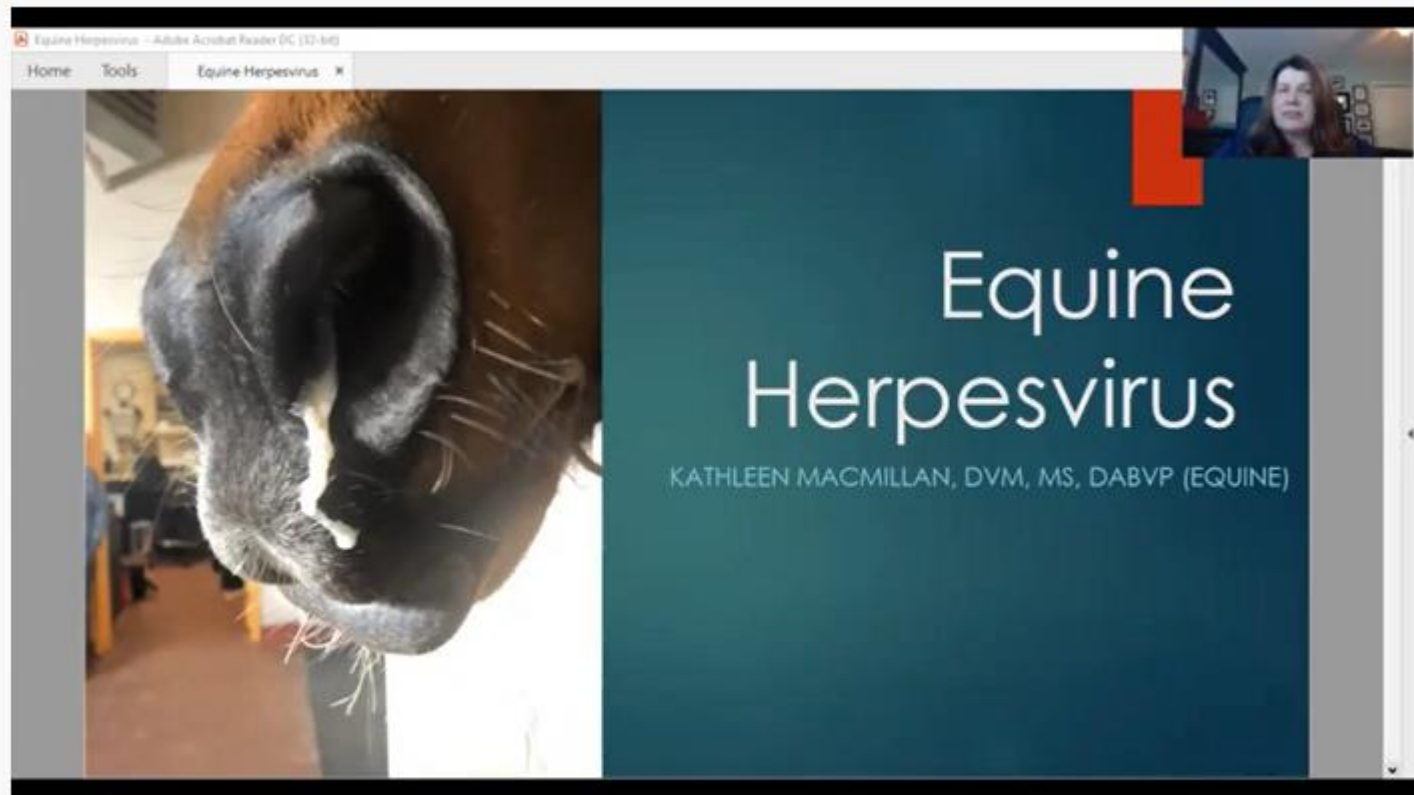 Equine Herpesvirus - Adobe Acrobat Reader DC (32-bit)
Home Tools Equine Herpesvirus ×
Equine
Herpesvirus
KATHLEEN MACMILLAN, DVM, MS, DABVP (EQUINE)